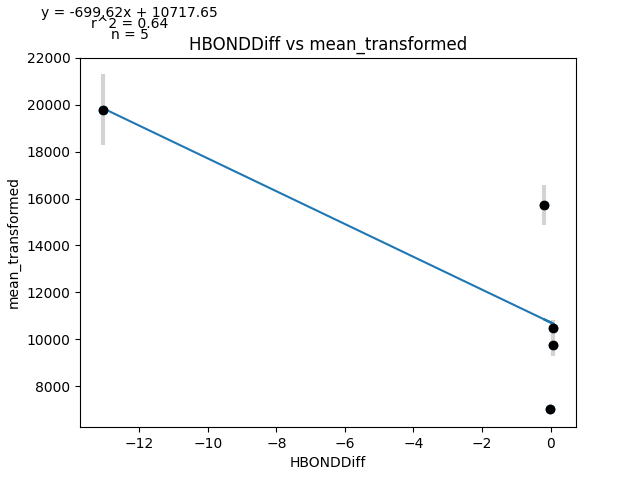 y = -699.62x + 10717.65
r^2 = 0.64
n = 5
HBONDDiff vs mean_transformed
22000
20000
18000
16000
14000
12000
10000
8000
mean_transformed
−12
−10
−8
−6
−4
−2
0
HBONDDiff